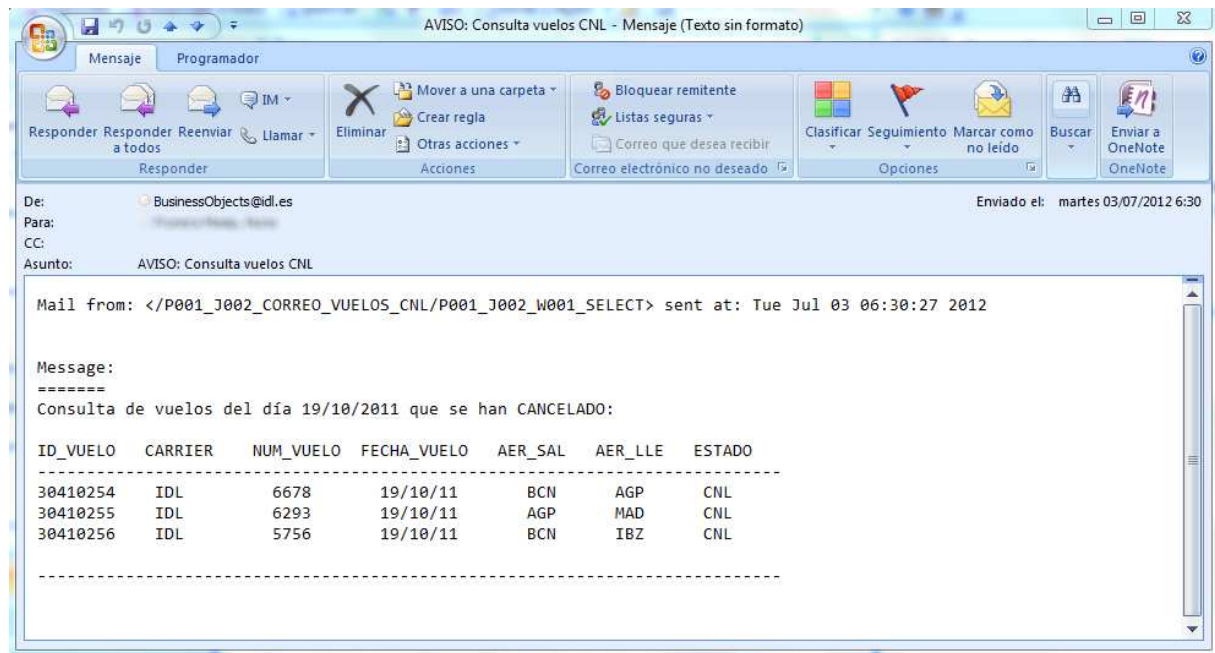 AVISO: Consulta vuelos CNL - Mensaje (Texto sin formato)
Mensaje Programador
Responder Responder a todos Reenviar IM Llamar
Eliminar Mover a una carpeta Crear regla Otras acciones
Bloquear remitente Listas seguras Correo que desea recibir
Clasificar Seguimiento Marcar como no leído Buscar Enviar a OneNote
Responder Acciones Correo electrónico no deseado Opciones OneNote
De: BusinessObjects@idl.es Enviado el: martes 03/07/2012 6:30
Para:
CC:
Asunto: AVISO: Consulta vuelos CNL
Mail from: </P001_J002_CORREO_VUELOS_CNL/P001_J002_W001_SELECT> sent at: Tue Jul 03 06:30:27 2012
Message:
=======
Consulta de vuelos del día 19/10/2011 que se han CANCELADO:
ID_VUELO CARRIER NUM_VUELO FECHA_VUELO AER_SAL AER_LLE ESTADO
----------------------------------------------------------------------------
30410254 IDL 6678 19/10/11 BCN AGP CNL
30410255 IDL 6293 19/10/11 AGP MAD CNL
30410256 IDL 5756 19/10/11 BCN IBZ CNL
----------------------------------------------------------------------------